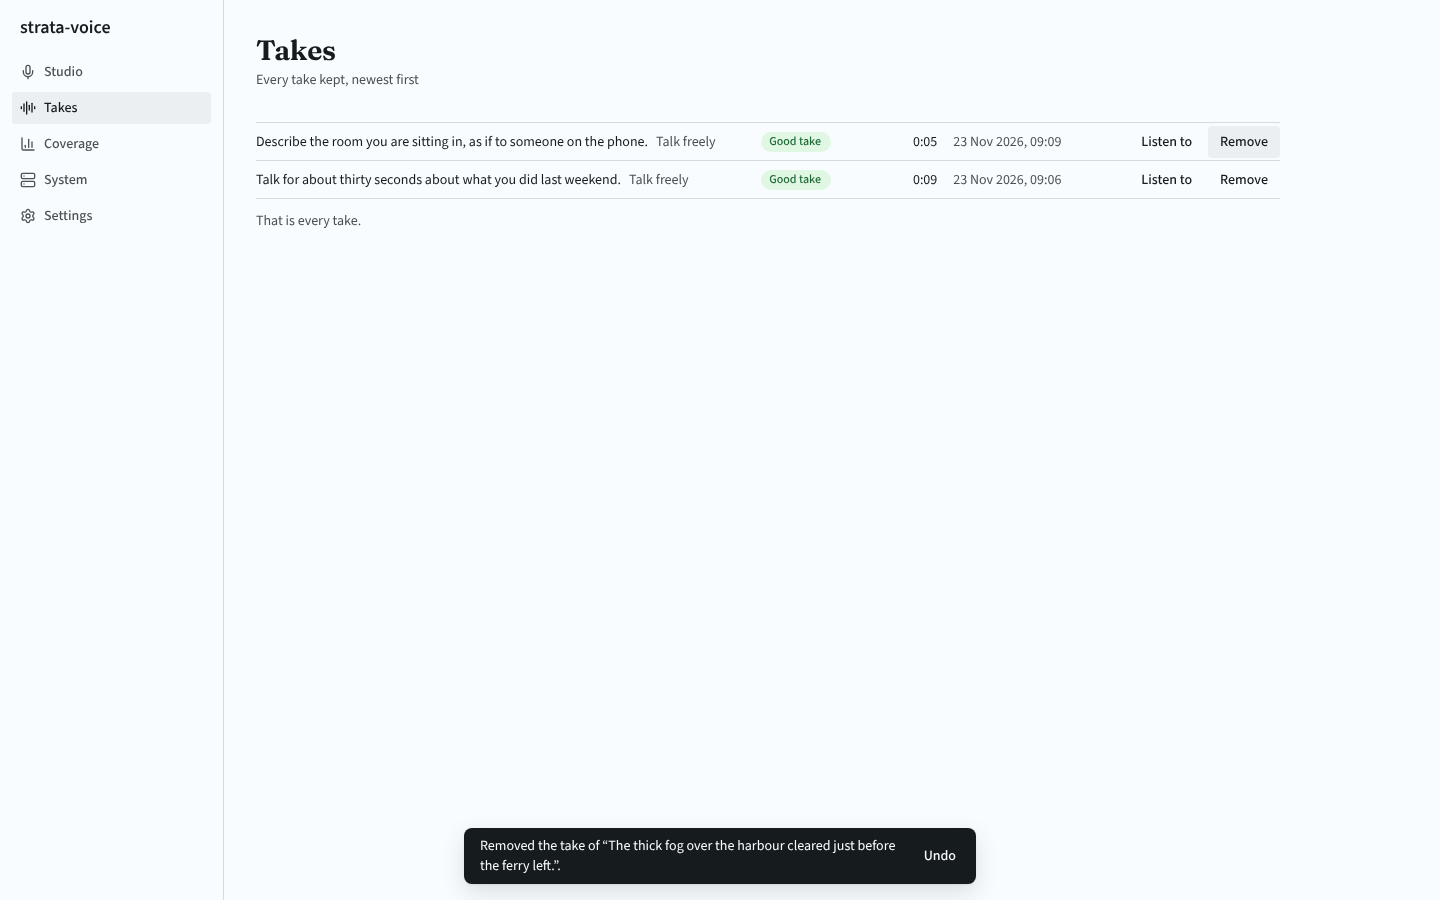 strata-voice
Studio
Takes
Coverage
System
Settings
Takes
Every take kept, newest first
Describe the room you are sitting in, as if to someone on the phone. Talk freely Good take 0:05 23 Nov 2026, 09:09 Listen to Remove
Talk for about thirty seconds about what you did last weekend. Talk freely Good take 0:09 23 Nov 2026, 09:06 Listen to Remove
That is every take.
Removed the take of “The thick fog over the harbour cleared just before
the ferry left.”.
Undo